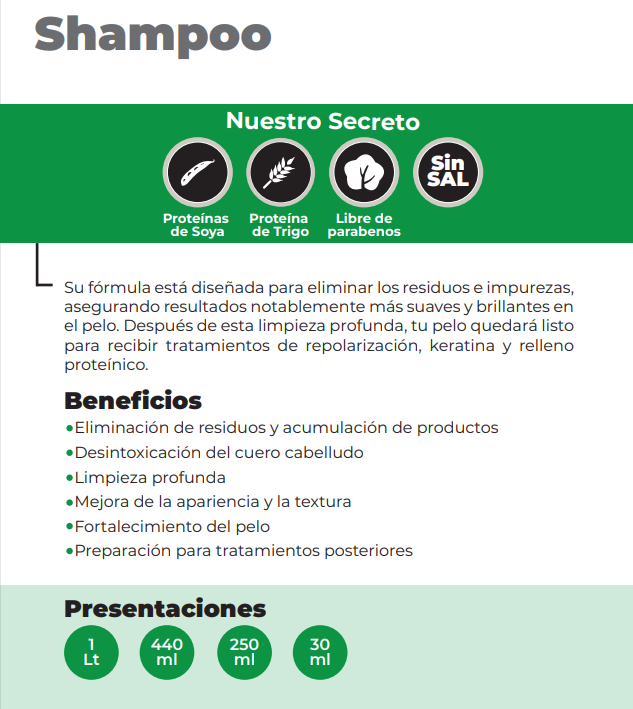 Shampoo
Nuestro Secreto
Sin
SAL
Proteínas
de Soya
Proteína
de Trigo
Libre de
parabenos
Su fórmula está diseñada para eliminar los residuos e impurezas,
asegurando resultados notablemente más suaves y brillantes en
el pelo. Después de esta limpieza profunda, tu pelo quedará listo
para recibir tratamientos de repolarización, keratina y relleno
proteínico.
Beneficios
•Eliminación de residuos y acumulación de productos
•Desintoxicación del cuero cabelludo
•Limpieza profunda
•Mejora de la apariencia y la textura
•Fortalecimiento del pelo
•Preparación para tratamientos posteriores
Presentaciones
1
Lt
440
ml
250
ml
30
ml